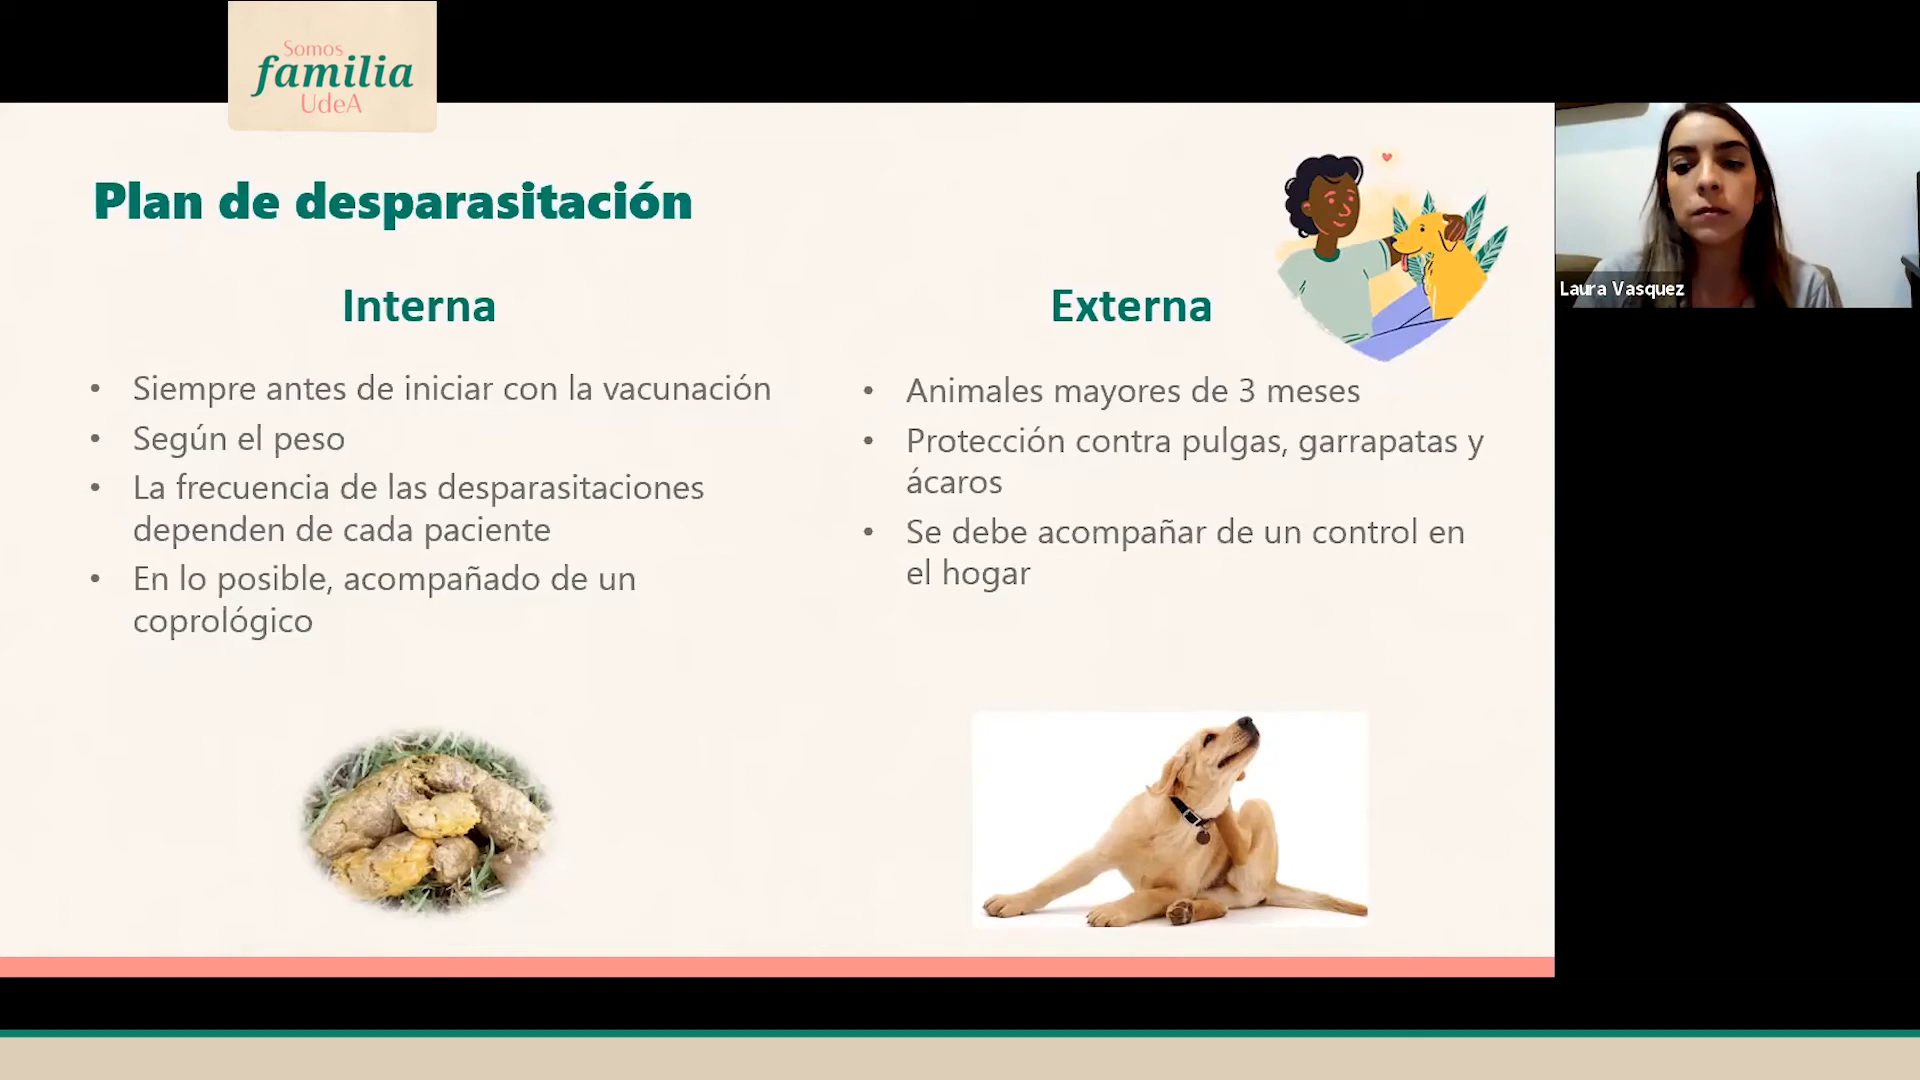 Somos
familia
UdeA
Plan de desparasitación
Interna
• Siempre antes de iniciar con la vacunación
• Según el peso
• La frecuencia de las desparasitaciones
dependen de cada paciente
• En lo posible, acompañado de un
coprológico
Externa
• Animales mayores de 3 meses
• Protección contra pulgas, garrapatas y
ácaros
• Se debe acompañar de un control en
el hogar
Laura Vasquez